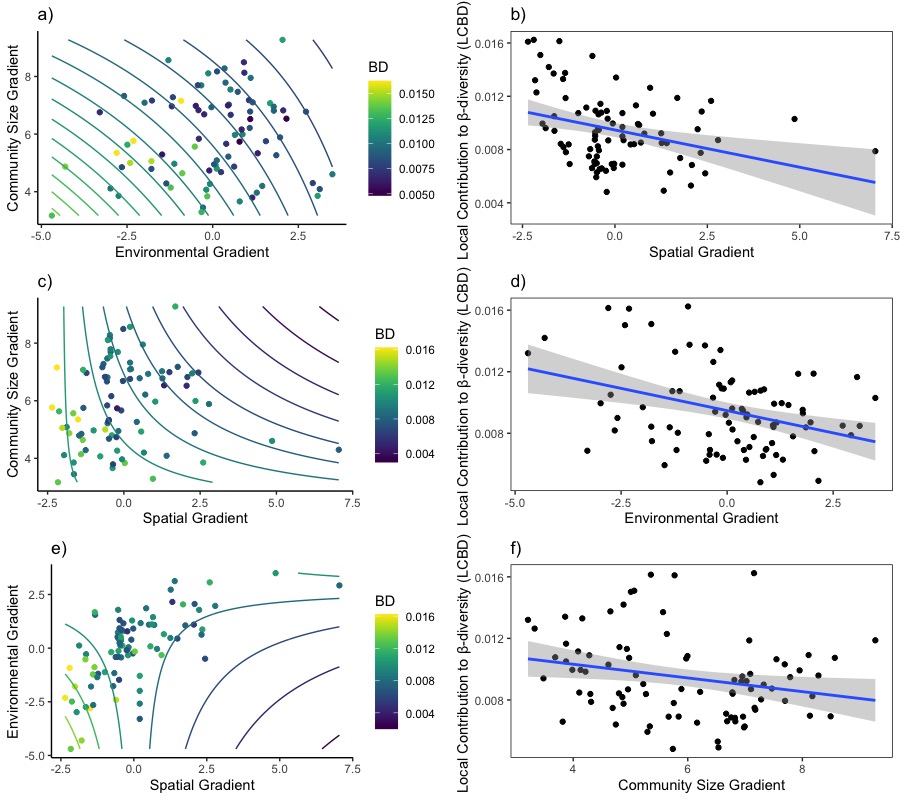 a)
Community Size Gradient
8
6
4
-5.0 -2.5 0.0 2.5
Environmental Gradient
BD
0.0150
0.0125
0.0100
0.0075
0.0050
b)
Local Contribution to β-diversity (LCBD)
0.016
0.012
0.008
0.004
-2.5 0.0 2.5 5.0 7.5
Spatial Gradient
c)
Community Size Gradient
8
6
4
-2.5 0.0 2.5 5.0 7.5
Spatial Gradient
BD
0.016
0.012
0.008
0.004
d)
Local Contribution to β-diversity (LCBD)
0.016
0.012
0.008
-5.0 -2.5 0.0 2.5
Environmental Gradient
e)
Environmental Gradient
2.5
0.0
-2.5
-5.0
-2.5 0.0 2.5 5.0 7.5
Spatial Gradient
BD
0.016
0.012
0.008
0.004
f)
Local Contribution to β-diversity (LCBD)
0.016
0.012
0.008
4 6 8
Community Size Gradient